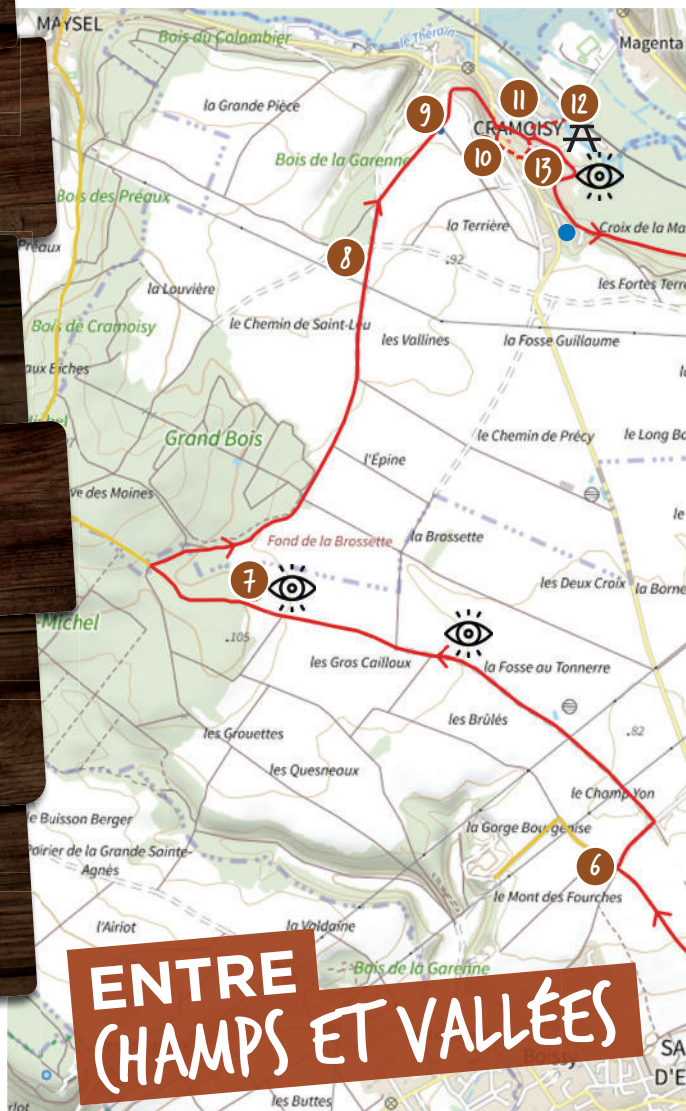 MAYSEL
Bois du Colombier
le Thérain
Magenta
la Grande Pièce
9
11
12
CRAMOISY
10
13
Bois de la Garenne
Bois des Préaux
Préaux
la Terrière
Croix de la Ma
8
.92
la Louvière
les Fortes Terre
Bois de Cramoisy
le Chemin de Saint-Leu
les Vallines
la Fosse Guillaume
aux Biches
Grand Bois
le Chemin de Précy
le Long Bo
l'Épine
ve des Moines
le
Fond de la Brossette
la Brossette
7
les Deux Croix
la Borne
-Michel
.105
les Gros Cailloux
la Fosse au Tonnerre
les Grouettes
les Brûlés
.82
les Quesneaux
le Champ Yon
le Buisson Berger
la Gorge Bourgeoise
Poirier de la Grande Sainte-
Agnès
6
le Mont des Fourches
l'Airiot
la Valdaine
Bois de la Garenne
ENTRE
CHAMPS ET VALLÉES
Boissy
SA
D'E
les Buttes